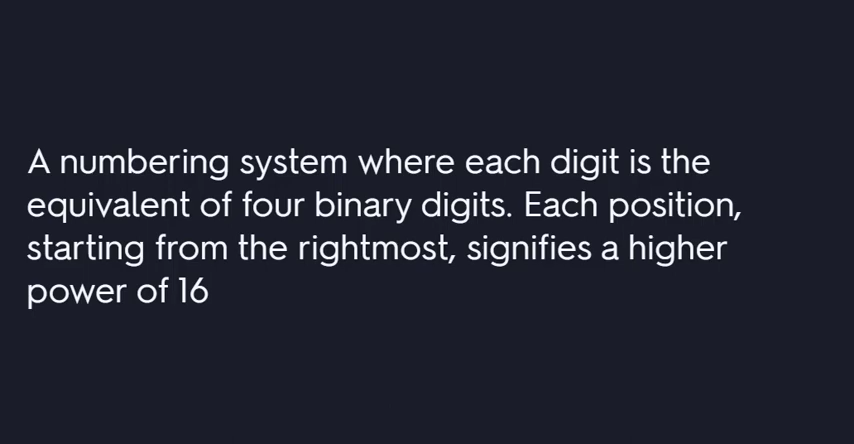 A numbering system where each digit is the
equivalent of four binary digits. Each position,
starting from the rightmost, signifies a higher
power of 16